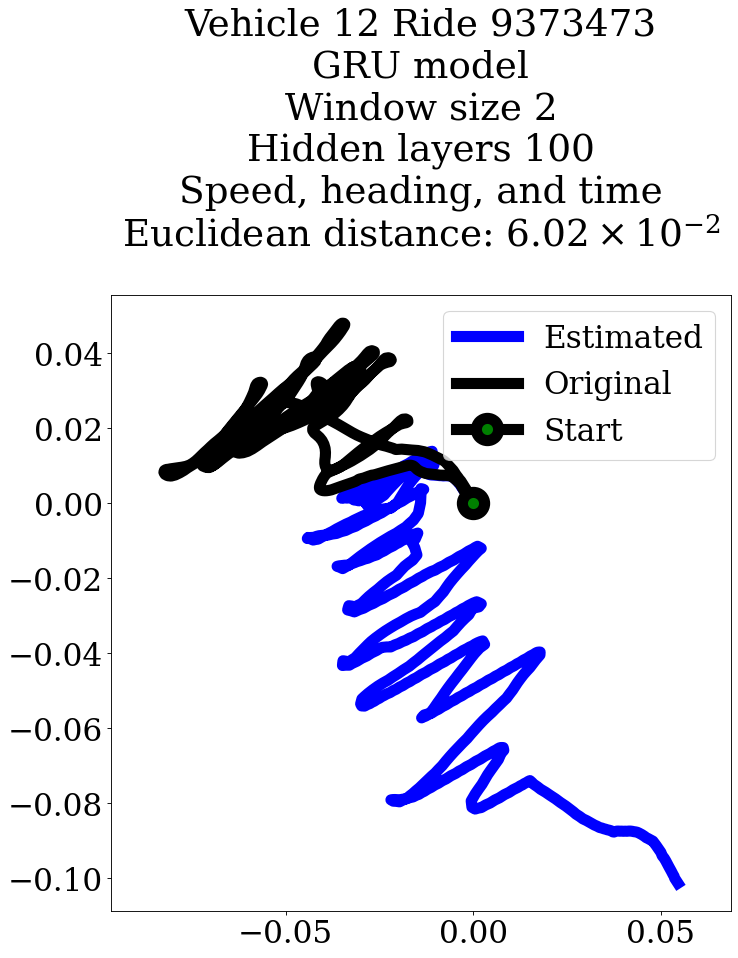 Vehicle 12 Ride 9373473
GRU model
Window size 2
Hidden layers 100
Speed, heading, and time
Euclidean distance: 6.02 × 10⁻²
Estimated
Original
Start
0.04
0.02
0.00
−0.02
−0.04
−0.06
−0.08
−0.10
−0.05 0.00 0.05